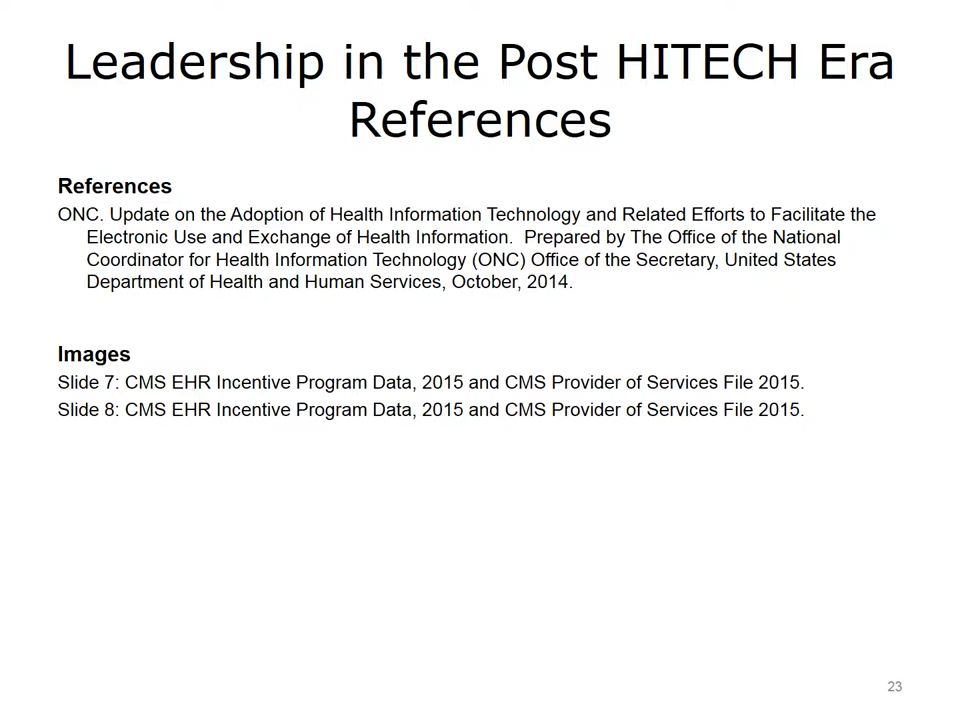 Leadership in the Post HITECH Era
References
References
ONC. Update on the Adoption of Health Information Technology and Related Efforts to Facilitate the
Electronic Use and Exchange of Health Information.  Prepared by The Office of the National
Coordinator for Health Information Technology (ONC) Office of the Secretary, United States
Department of Health and Human Services, October, 2014.
Images
Slide 7: CMS EHR Incentive Program Data, 2015 and CMS Provider of Services File 2015.
Slide 8: CMS EHR Incentive Program Data, 2015 and CMS Provider of Services File 2015.
23